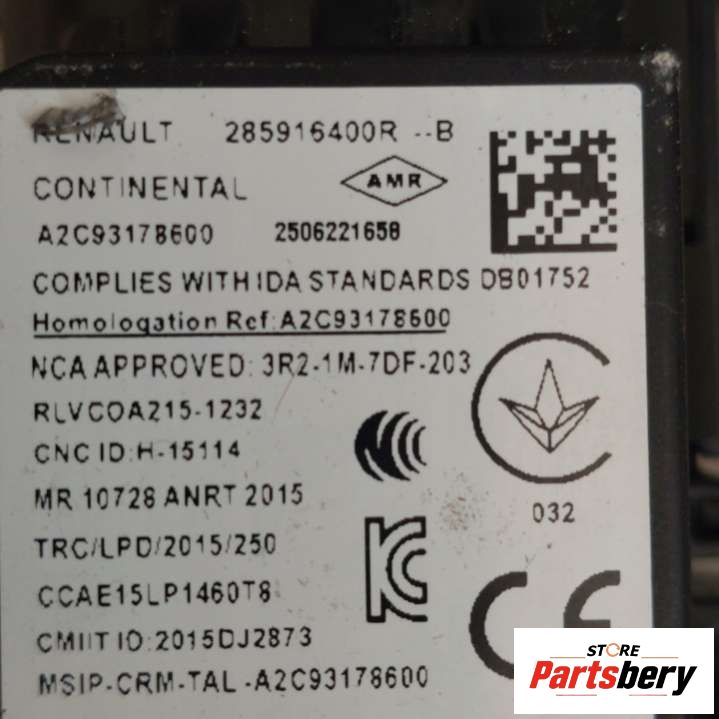 RENAULT 285916400R --B
CONTINENTAL AMR
A2C93178600 2506221658
COMPLIES WITH IDA STANDARDS DB01752
Homologation Ref: A2C93178600
NCA APPROVED: 3R2-1M-7DF-203
RLVCOA215-1232
CNC ID: H-15114
MR 10728 ANRT 2015
032
TRC/LPD/2015/250
CCAE15LP1460T8
CMIIT ID: 2015DJ2873
MSIP-CRM-TAL-A2C93178600
CE
STORE
Partsbery